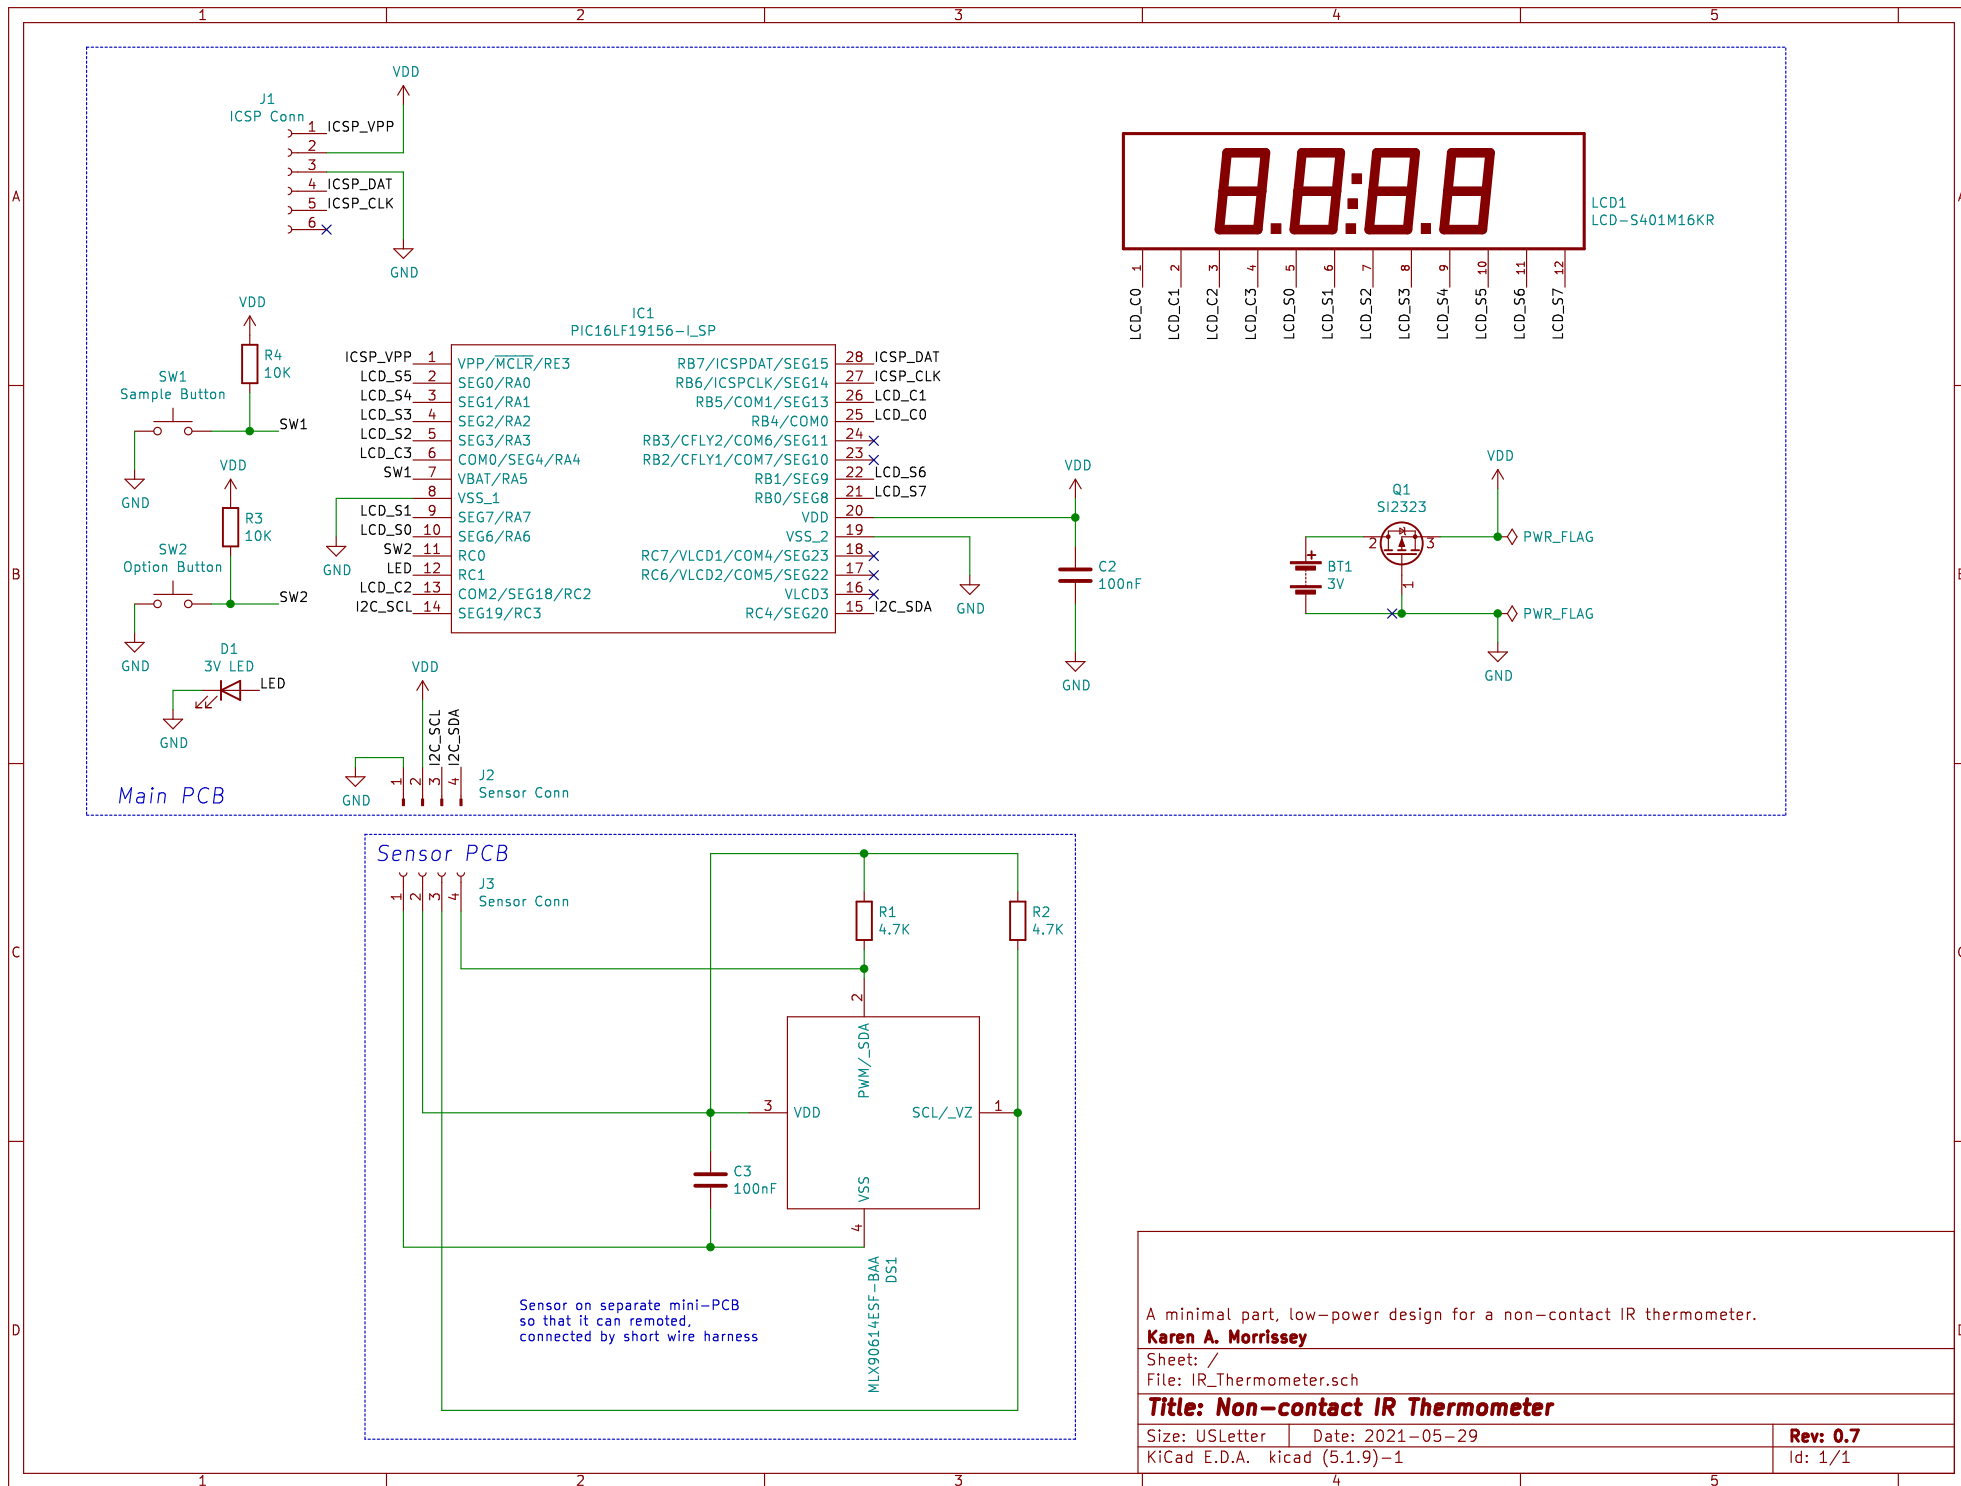 1 2 3 4 5
VDD
J1
ICSP Conn
1 ICSP_VPP
2
3
4 ICSP_DAT
5 ICSP_CLK
6
GND
A
LCD1
LCD-S401M16KR
1 2 3 4 5 6 7 8 9 10 11 12
LCD_C0 LCD_C1 LCD_C2 LCD_C3 LCD_S0 LCD_S1 LCD_S2 LCD_S3 LCD_S4 LCD_S5 LCD_S6 LCD_S7
VDD
R4
10K
SW1
Sample Button
SW1
GND
VDD
R3
10K
SW2
Option Button
SW2
GND
D1
3V LED
LED
GND
IC1
PIC16LF19156-I_SP
ICSP_VPP 1 VPP/MCLR/RE3
LCD_S5 2 SEG0/RA0
LCD_S4 3 SEG1/RA1
LCD_S3 4 SEG2/RA2
LCD_S2 5 SEG3/RA3
LCD_C3 6 COM0/SEG4/RA4
SW1 7 VBAT/RA5
8 VSS_1
LCD_S1 9 SEG7/RA7
LCD_S0 10 SEG6/RA6
SW2 11 RC0
LED 12 RC1
LCD_C2 13 COM2/SEG18/RC2
I2C_SCL 14 SEG19/RC3
GND
RB7/ICSPDAT/SEG15 28 ICSP_DAT
RB6/ICSPCLK/SEG14 27 ICSP_CLK
RB5/COM1/SEG13 26 LCD_C1
RB4/COM0 25 LCD_C0
RB3/CFLY2/COM6/SEG11 24
RB2/CFLY1/COM7/SEG10 23
RB1/SEG9 22 LCD_S6
RB0/SEG8 21 LCD_S7
VDD 20
VSS_2 19
RC7/VLCD1/COM4/SEG23 18
RC6/VLCD2/COM5/SEG22 17
VLCD3 16
RC4/SEG20 15 I2C_SDA
GND
VDD
C2
100nF
GND
B
VDD
Q1
SI2323
2 3
1
PWR_FLAG
BT1
3V
PWR_FLAG
GND
VDD
I2C_SCL
I2C_SDA
1 2 3 4
J2
Sensor Conn
GND
Main PCB
Sensor PCB
1 2 3 4
J3
Sensor Conn
R1
4.7K
R2
4.7K
C
2
PWM/_SDA
3 VDD
SCL/_VZ 1
VSS
4
C3
100nF
MLX90614ESF-BAA
DS1
Sensor on separate mini-PCB
so that it can remoted,
connected by short wire harness
D
A minimal part, low-power design for a non-contact IR thermometer.
Karen A. Morrissey
Sheet: /
File: IR_Thermometer.sch
Title: Non-contact IR Thermometer
Size: USLetter Date: 2021-05-29 Rev: 0.7
KiCad E.D.A. kicad (5.1.9)-1 Id: 1/1
1 2 3 4 5